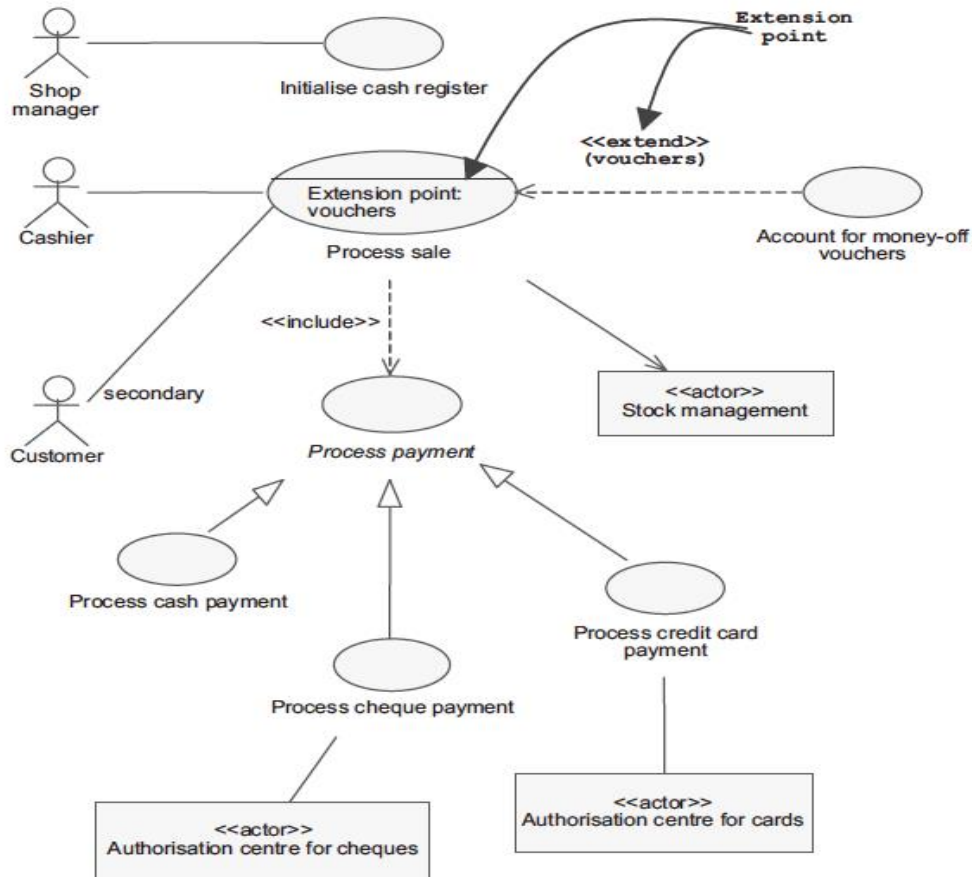 Extension
point
Shop
manager
Initialise cash register
<<extend>>
(vouchers)
Cashier
Extension point:
vouchers
Process sale
Account for money-off
vouchers
<<include>>
secondary
Customer
<<actor>>
Stock management
Process payment
Process cash payment
Process credit card
payment
Process cheque payment
<<actor>>
Authorisation centre for cards
<<actor>>
Authorisation centre for cheques